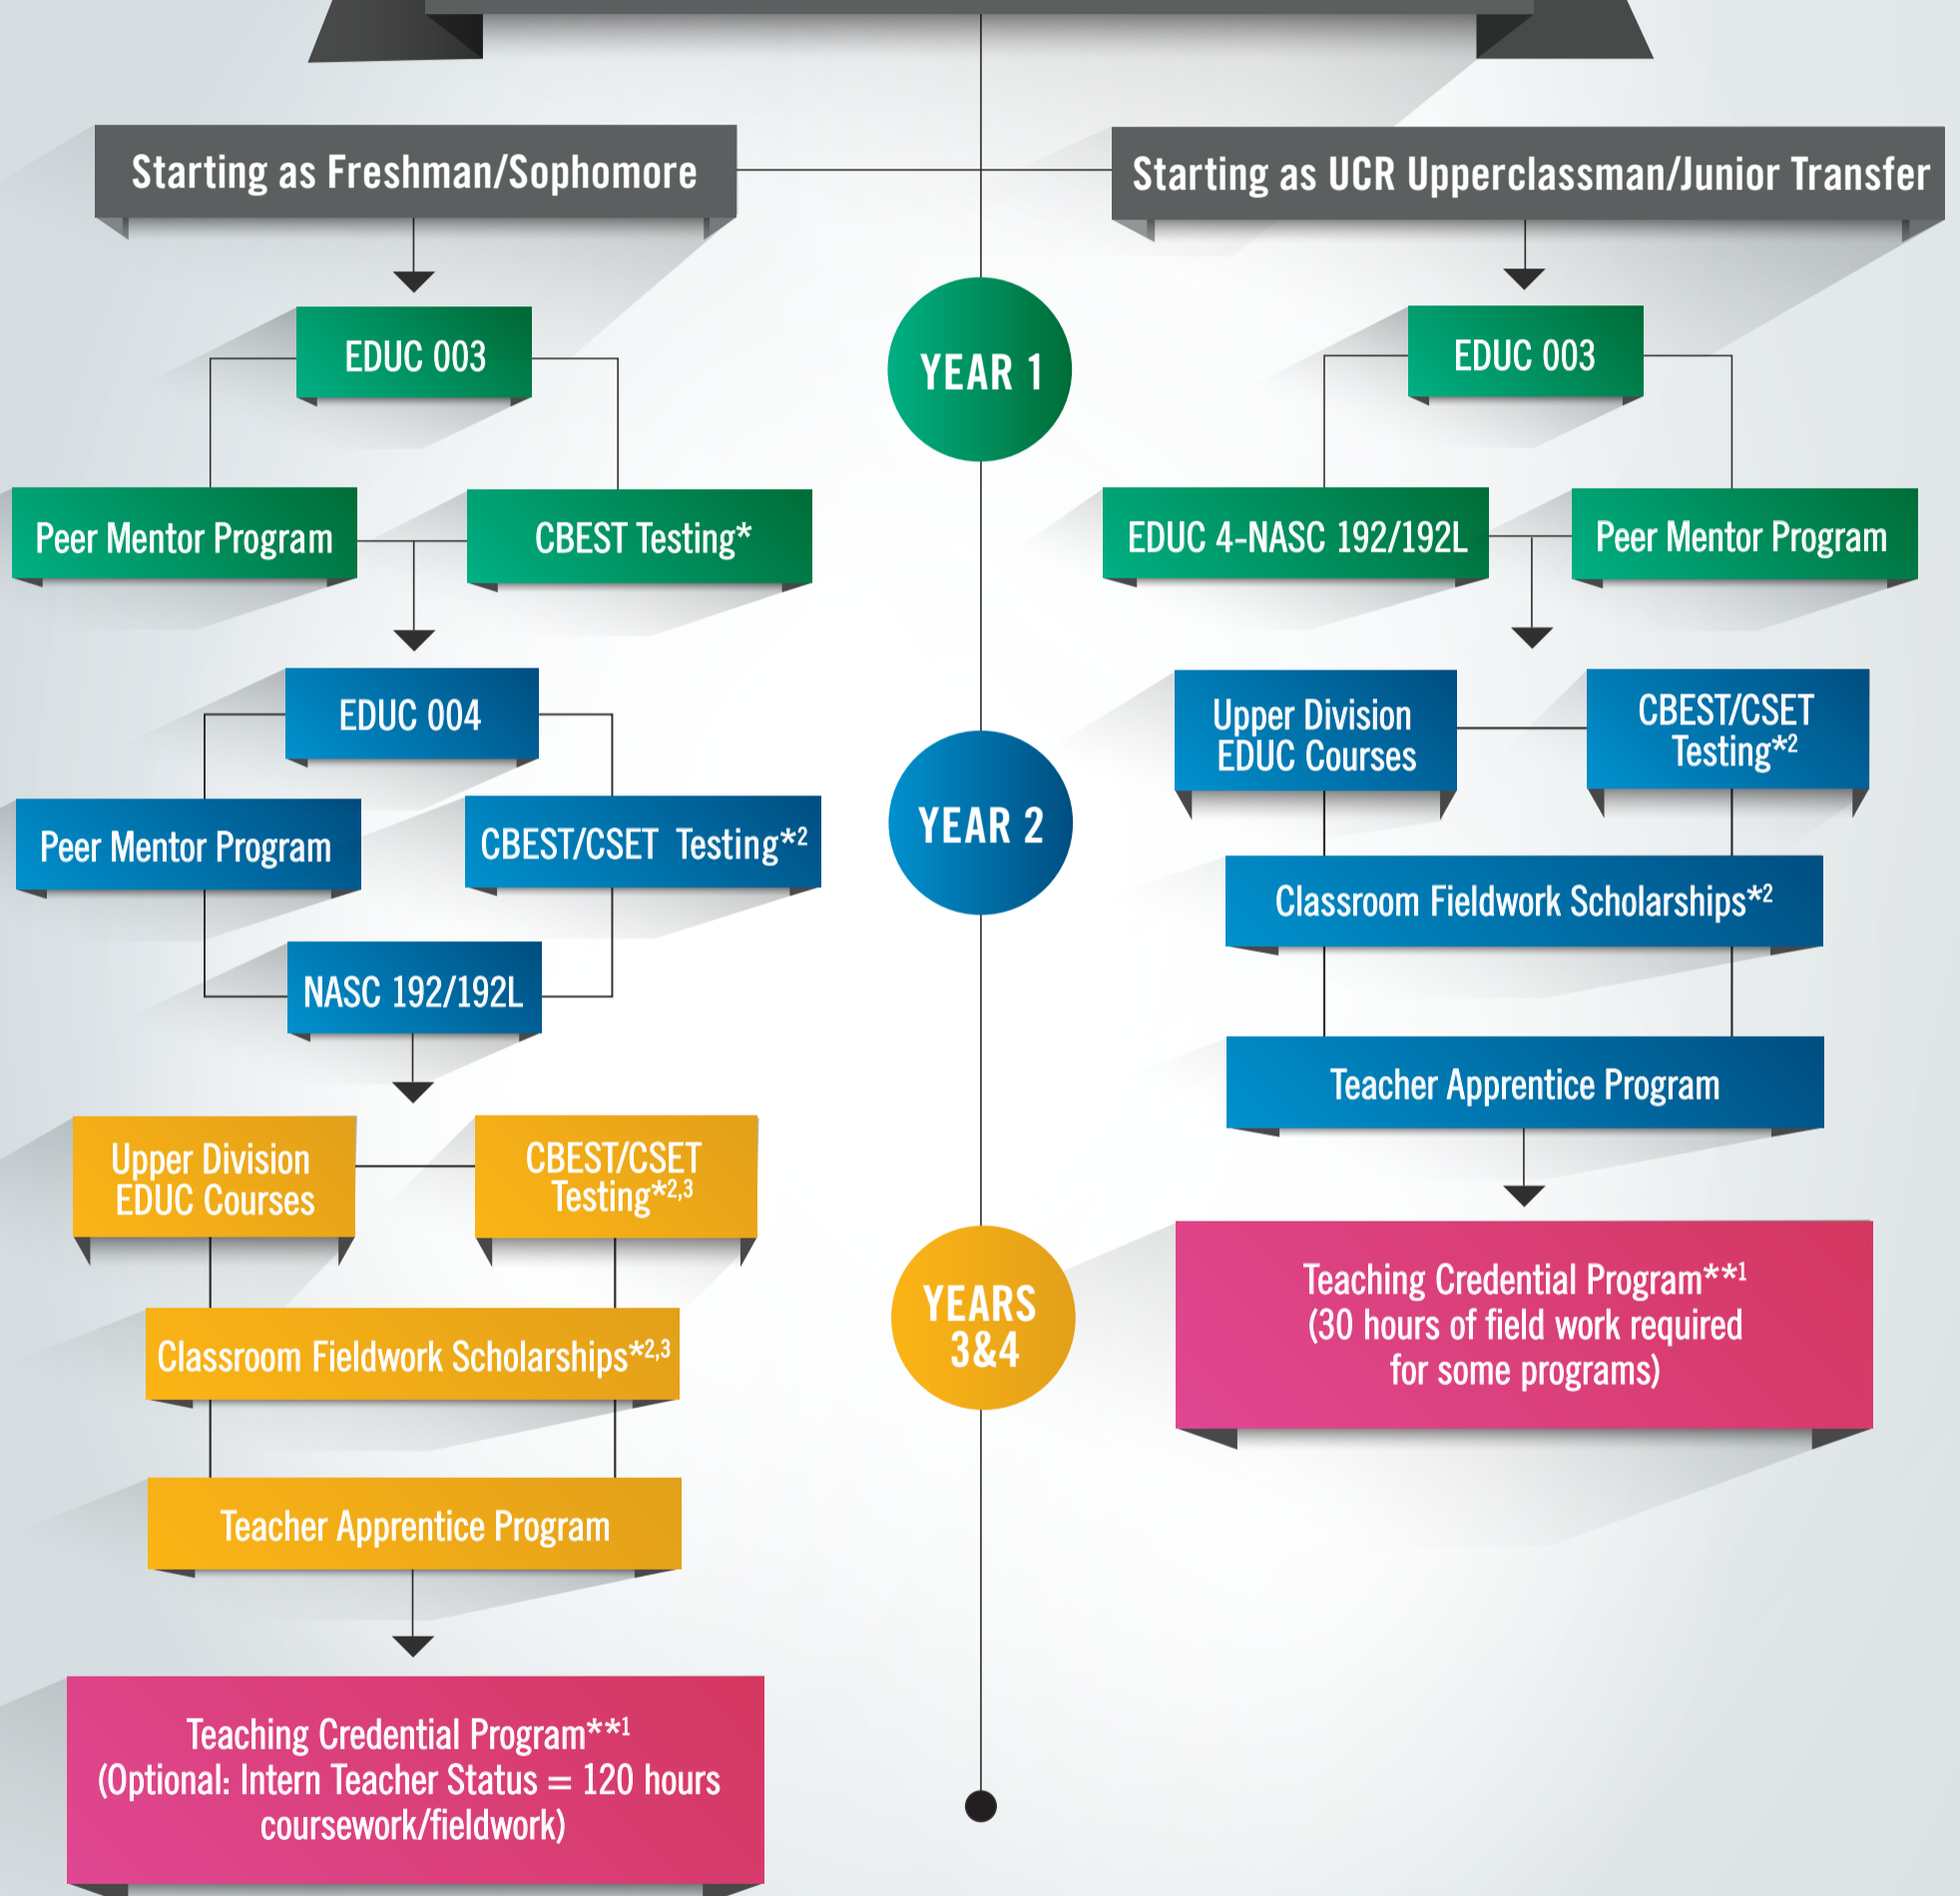 Starting as Freshman/Sophomore
EDUC 003
Peer Mentor Program
CBEST Testing*
EDUC 004
Peer Mentor Program
CBEST/CSET Testing*2
NASC 192/192L
Upper Division
EDUC Courses
CBEST/CSET
Testing*2,3
Classroom Fieldwork Scholarships*2,3
Teacher Apprentice Program
Teaching Credential Program**1
(Optional: Intern Teacher Status = 120 hours
coursework/fieldwork)
YEAR 1
YEAR 2
YEARS
3&4
Starting as UCR Upperclassman/Junior Transfer
EDUC 003
EDUC 4-NASC 192/192L
Peer Mentor Program
Upper Division
EDUC Courses
CBEST/CSET
Testing*2
Classroom Fieldwork Scholarships*2
Teacher Apprentice Program
Teaching Credential Program**1
(30 hours of field work required
for some programs)